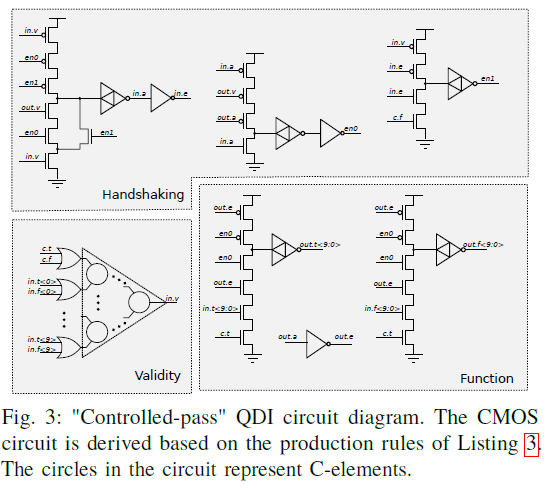 in.v
en0
en1
out.v
en0
in.v
en1
in.a
in.e
Handshaking
in.a
out.v
out.a
in.a
en0
in.v
in.e
in.e
c.f
en1
c.t
c.f
in.t<0>
in.f<0>
in.t<9>
in.f<9>
in.v
Validity
out.e
en0
en0
out.e
in.t<9:0>
c.t
out.t<9:0>
out.a
out.e
out.e
en0
en0
out.e
in.f<9:0>
c.t
out.f<9:0>
Function
Fig. 3: "Controlled-pass" QDI circuit diagram. The CMOS
circuit is derived based on the production rules of Listing 3.
The circles in the circuit represent C-elements.